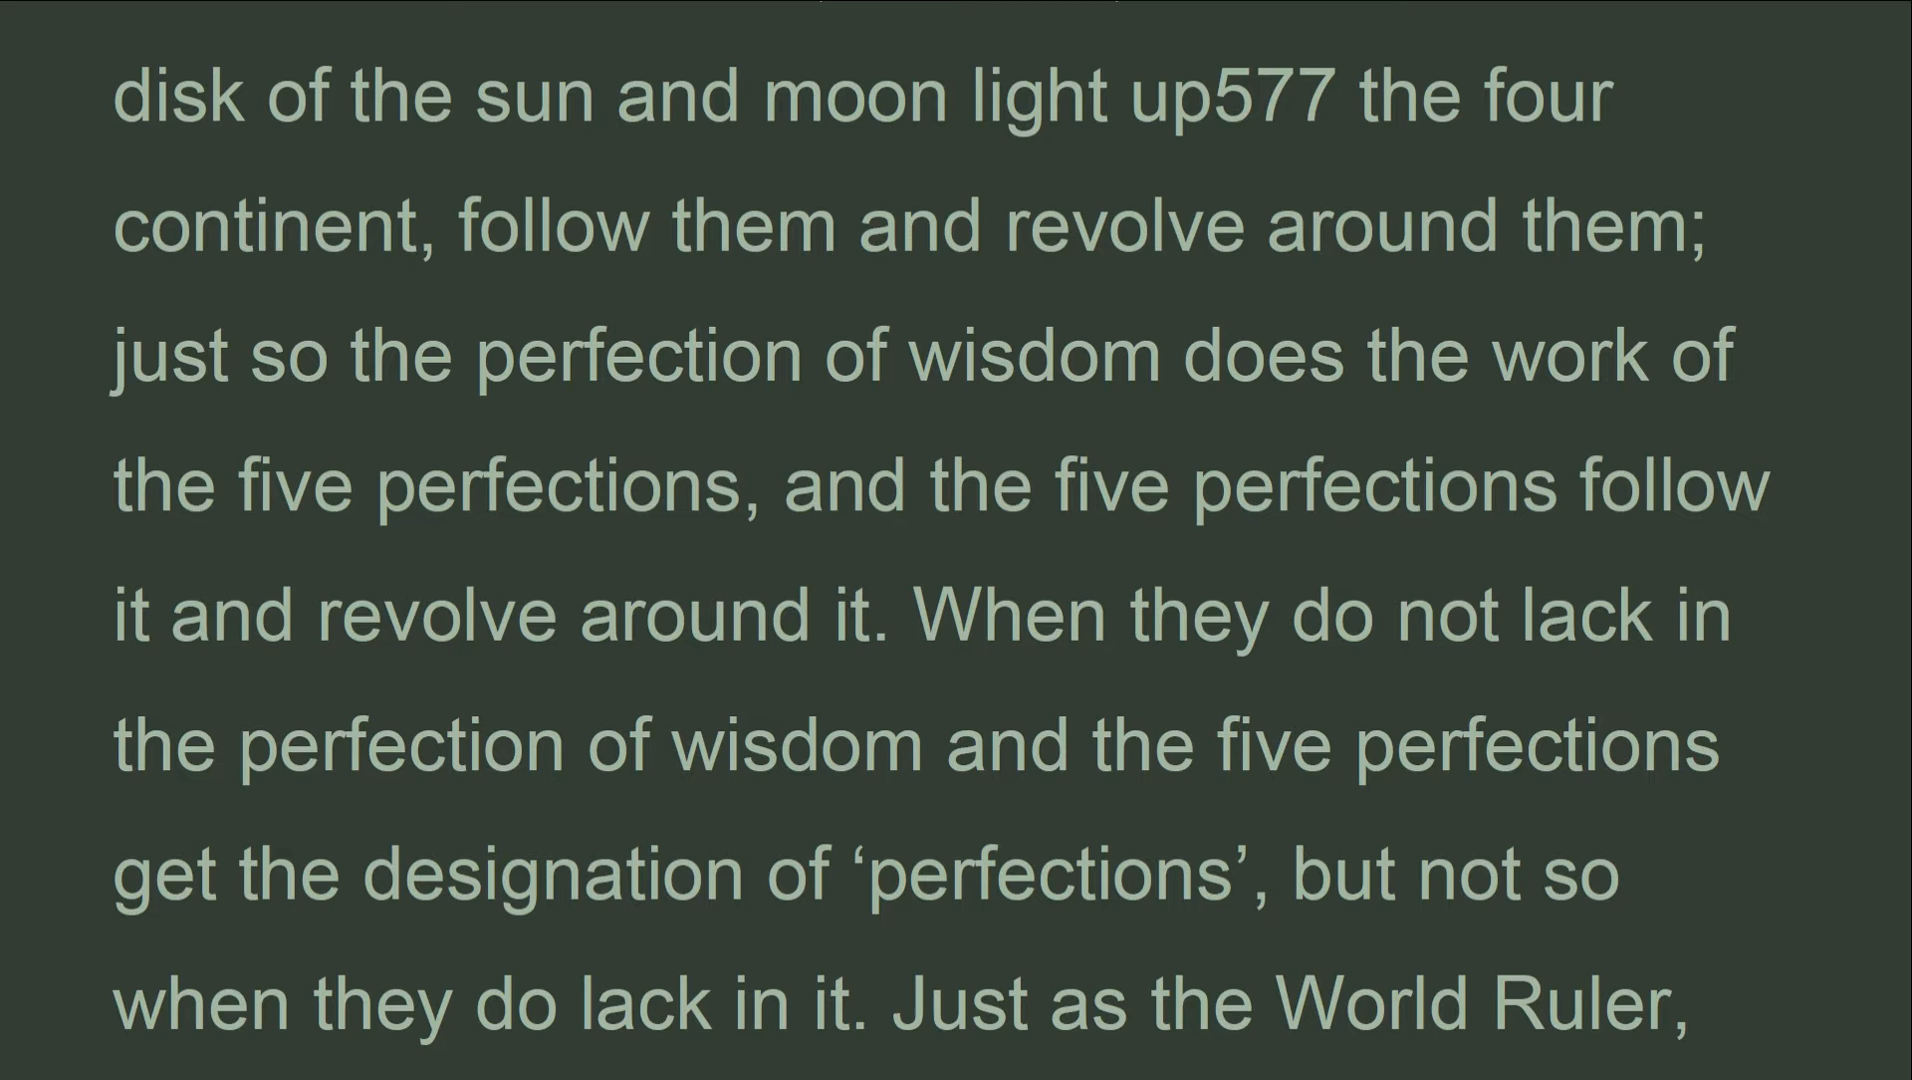 disk of the sun and moon light up577 the four
continent, follow them and revolve around them;
just so the perfection of wisdom does the work of
the five perfections, and the five perfections follow
it and revolve around it. When they do not lack in
the perfection of wisdom and the five perfections
get the designation of ‘perfections’, but not so
when they do lack in it. Just as the World Ruler,